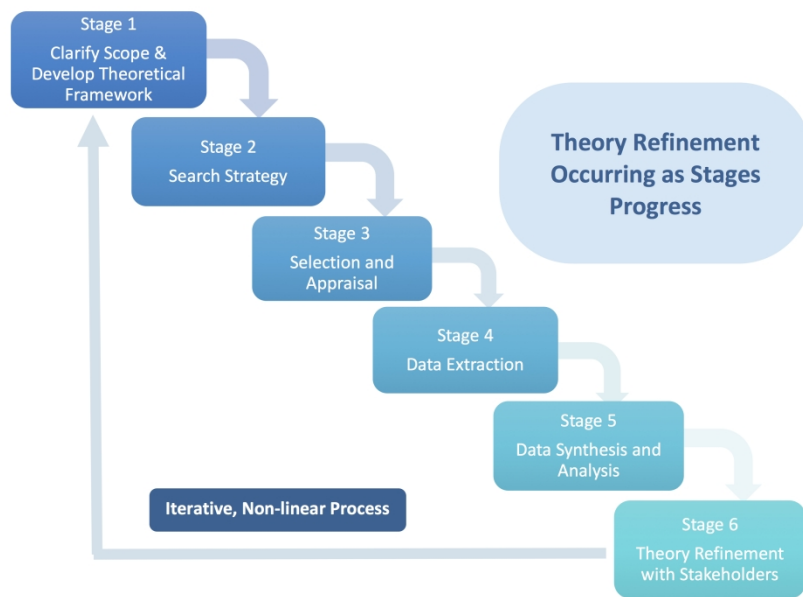 Stage 1
Clarify Scope &
Develop Theoretical
Framework
Stage 2
Search Strategy
Theory Refinement
Occurring as Stages
Progress
Stage 3
Selection and
Appraisal
Stage 4
Data Extraction
Stage 5
Data Synthesis and
Analysis
Iterative, Non-linear Process
Stage 6
Theory Refinement
with Stakeholders